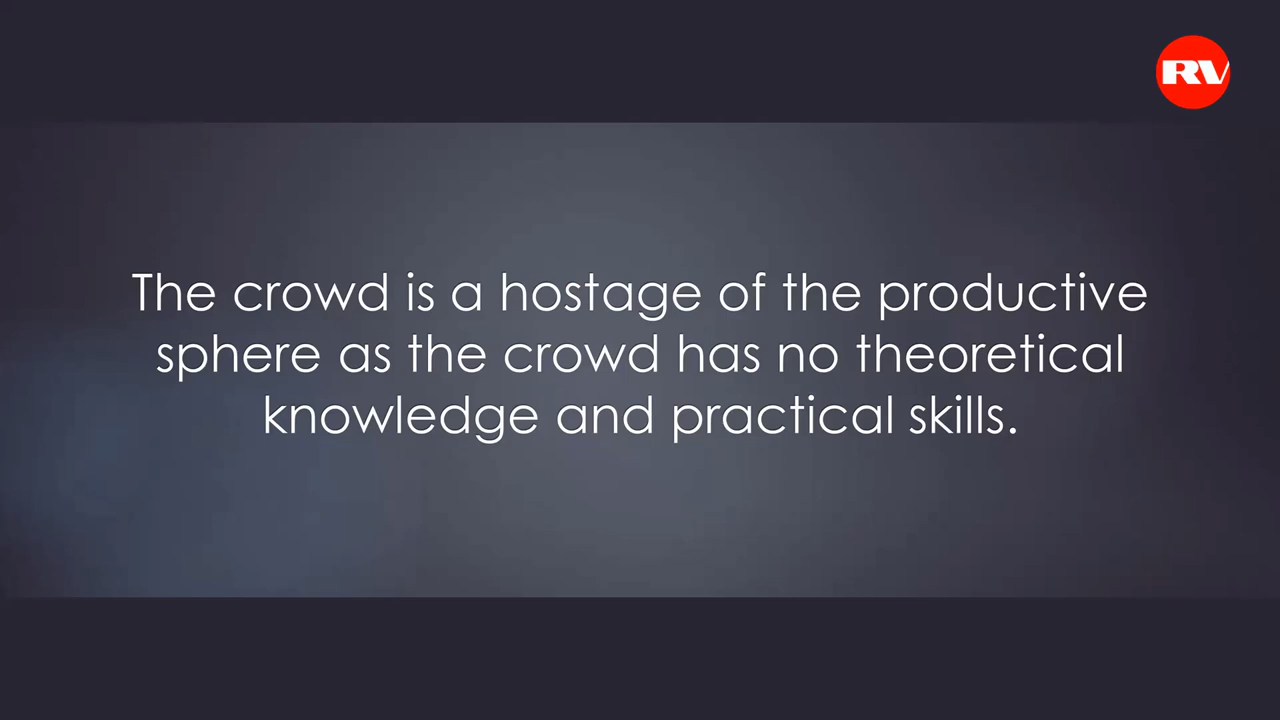 RV
The crowd is a hostage of the productive
sphere as the crowd has no theoretical
knowledge and practical skills.